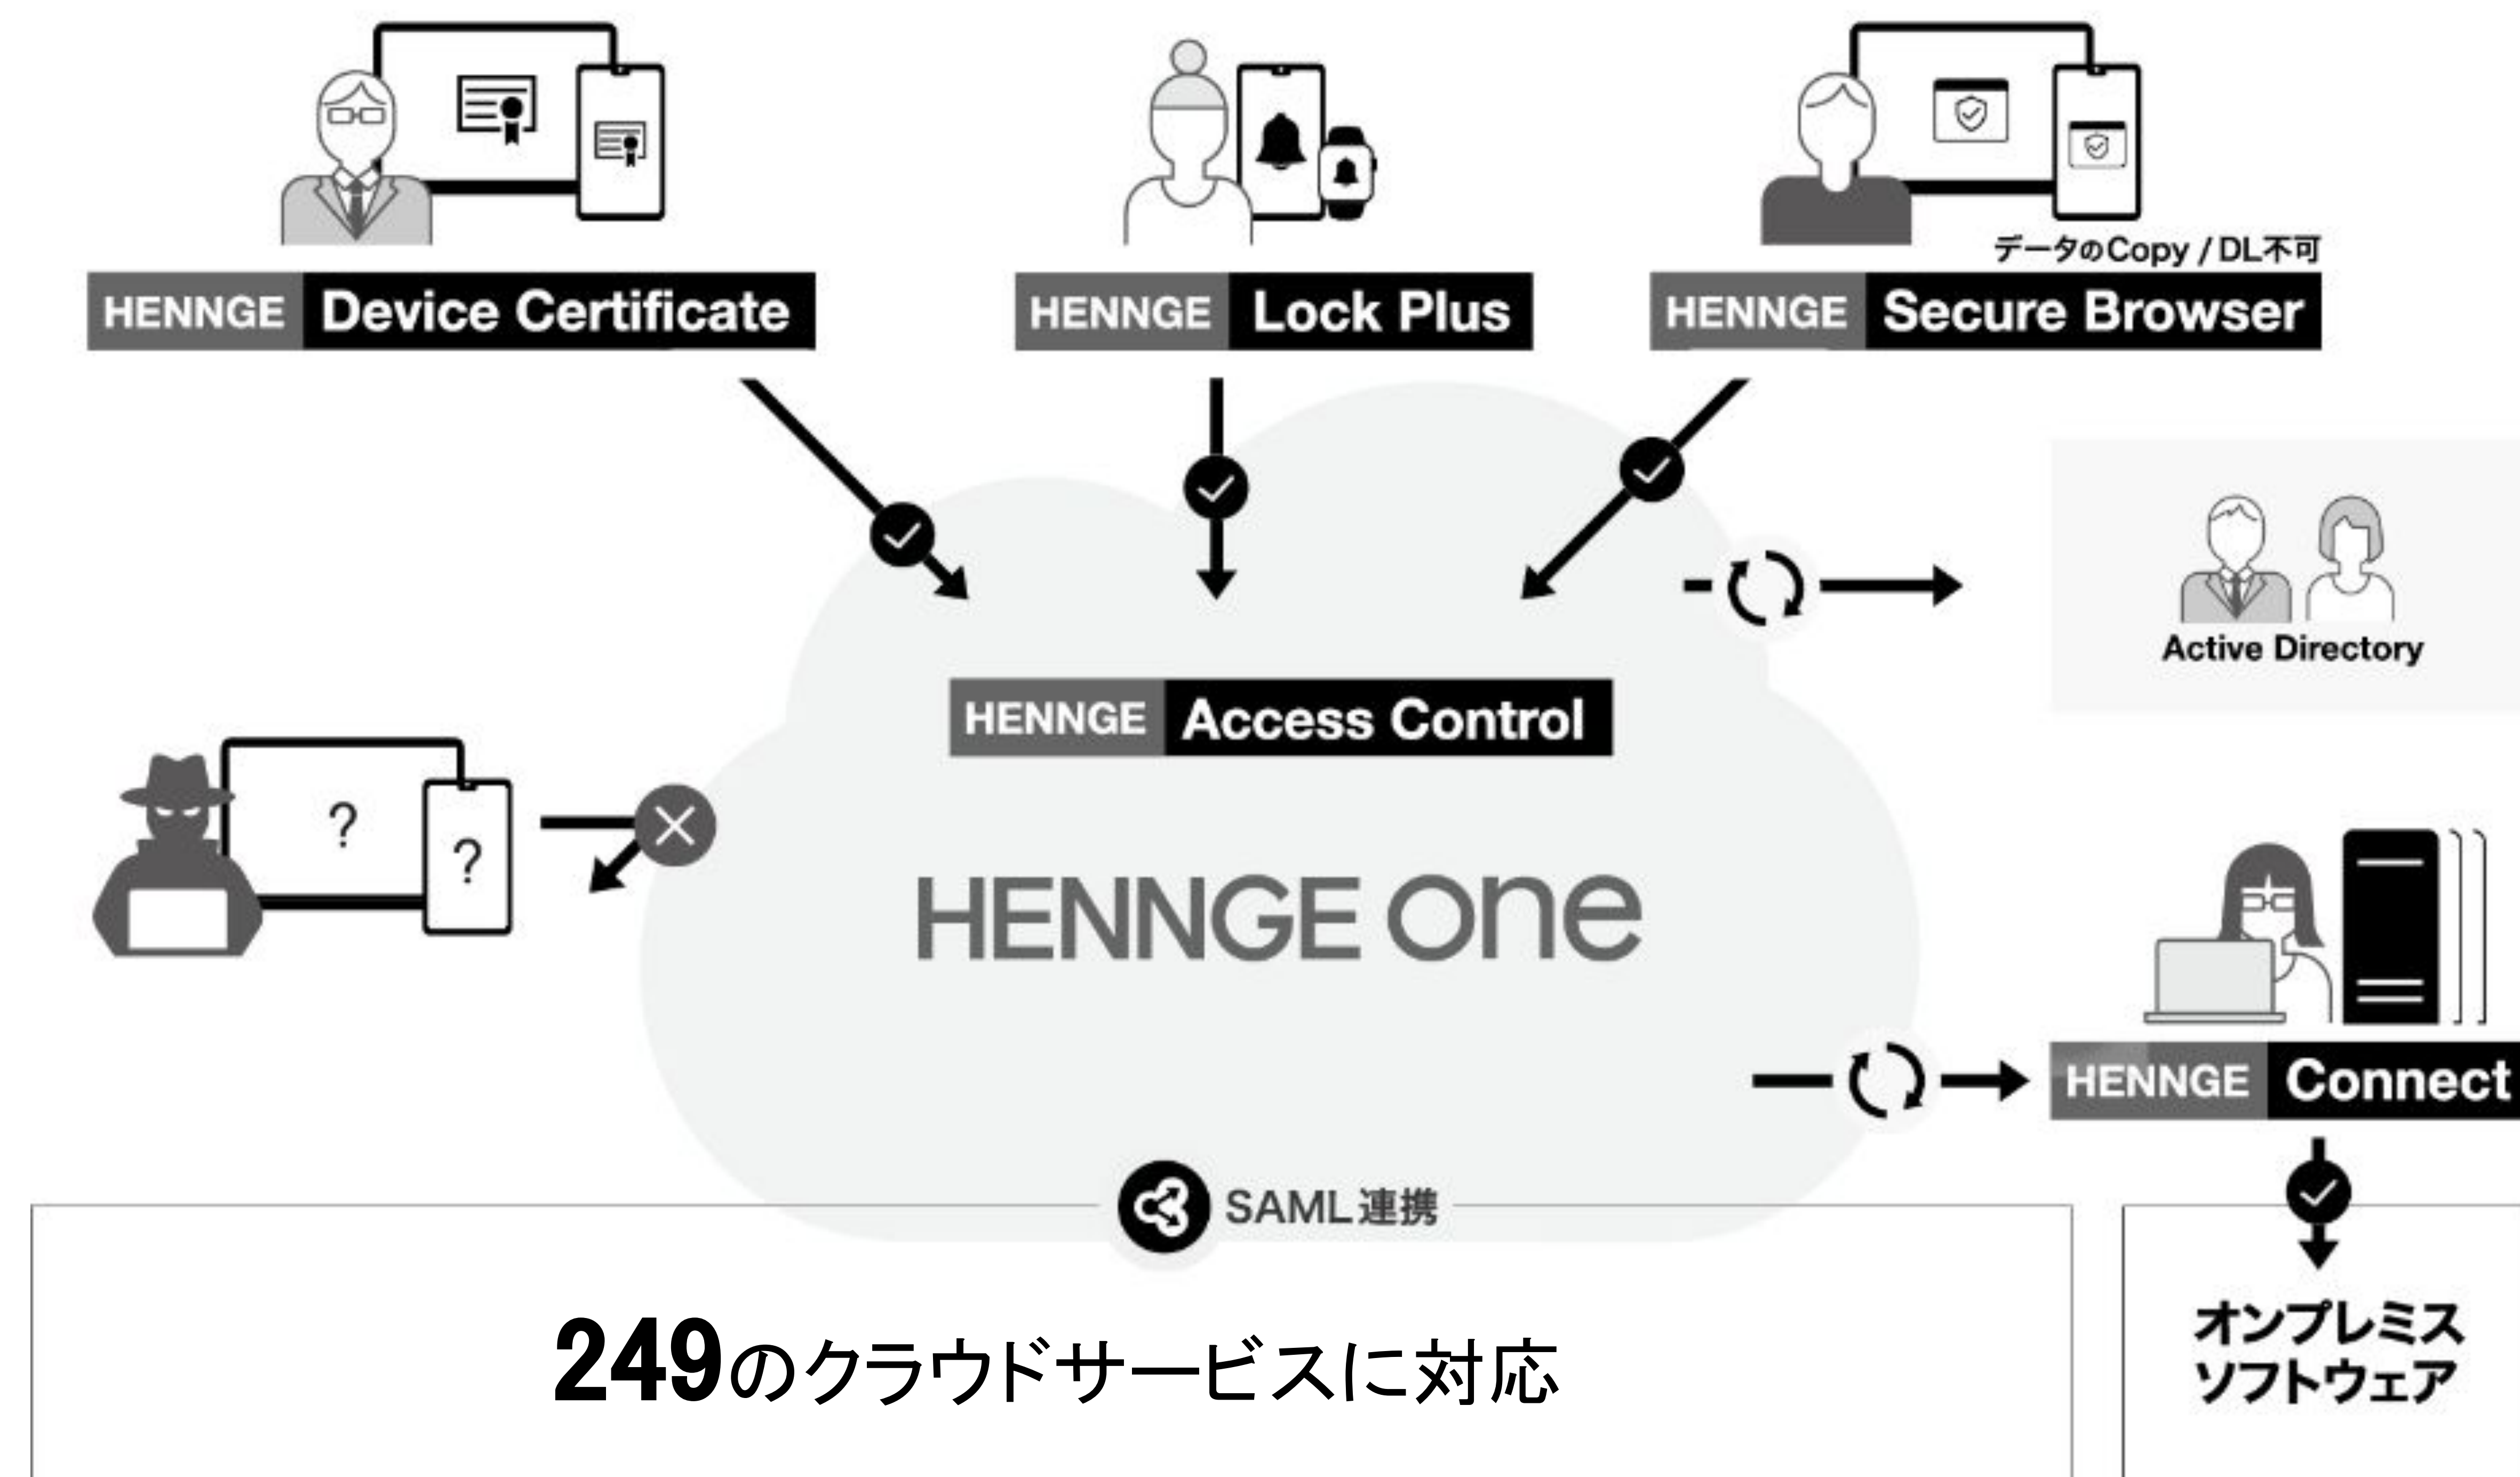 データのCopy / DL不可
HENNGE Device Certificate
HENNGE Lock Plus
HENNGE Secure Browser
Active Directory
HENNGE Access Control
? ?
HENNGE one
HENNGE Connect
SAML連携
249のクラウドサービスに対応
オンプレミス
ソフトウェア